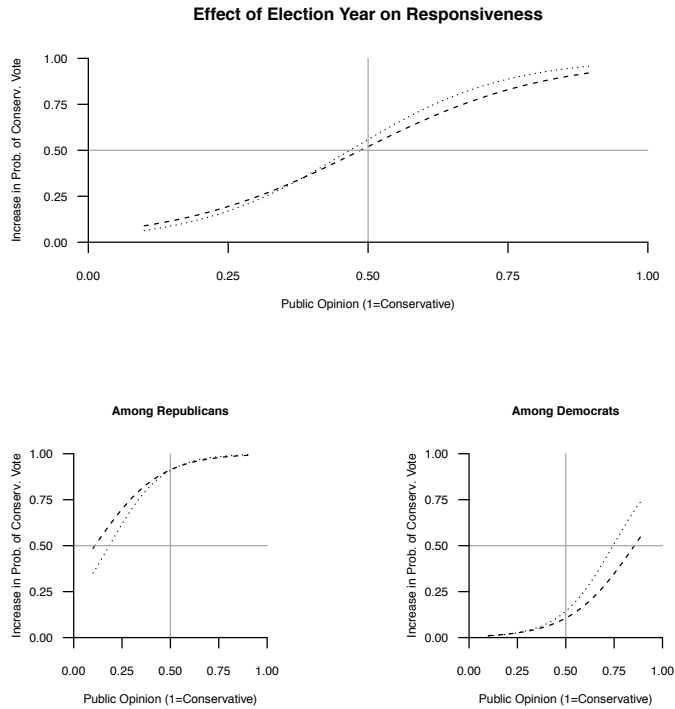 Effect of Election Year on Responsiveness
Increase in Prob. of Conserv. Vote
1.00
0.75
0.50
0.25
0.00
0.00 0.25 0.50 0.75 1.00
Public Opinion (1=Conservative)
Among Republicans
Increase in Prob. of Conserv. Vote
1.00
0.75
0.50
0.25
0.00
0.00 0.25 0.50 0.75 1.00
Public Opinion (1=Conservative)
Among Democrats
Increase in Prob. of Conserv. Vote
1.00
0.75
0.50
0.25
0.00
0.00 0.25 0.50 0.75 1.00
Public Opinion (1=Conservative)